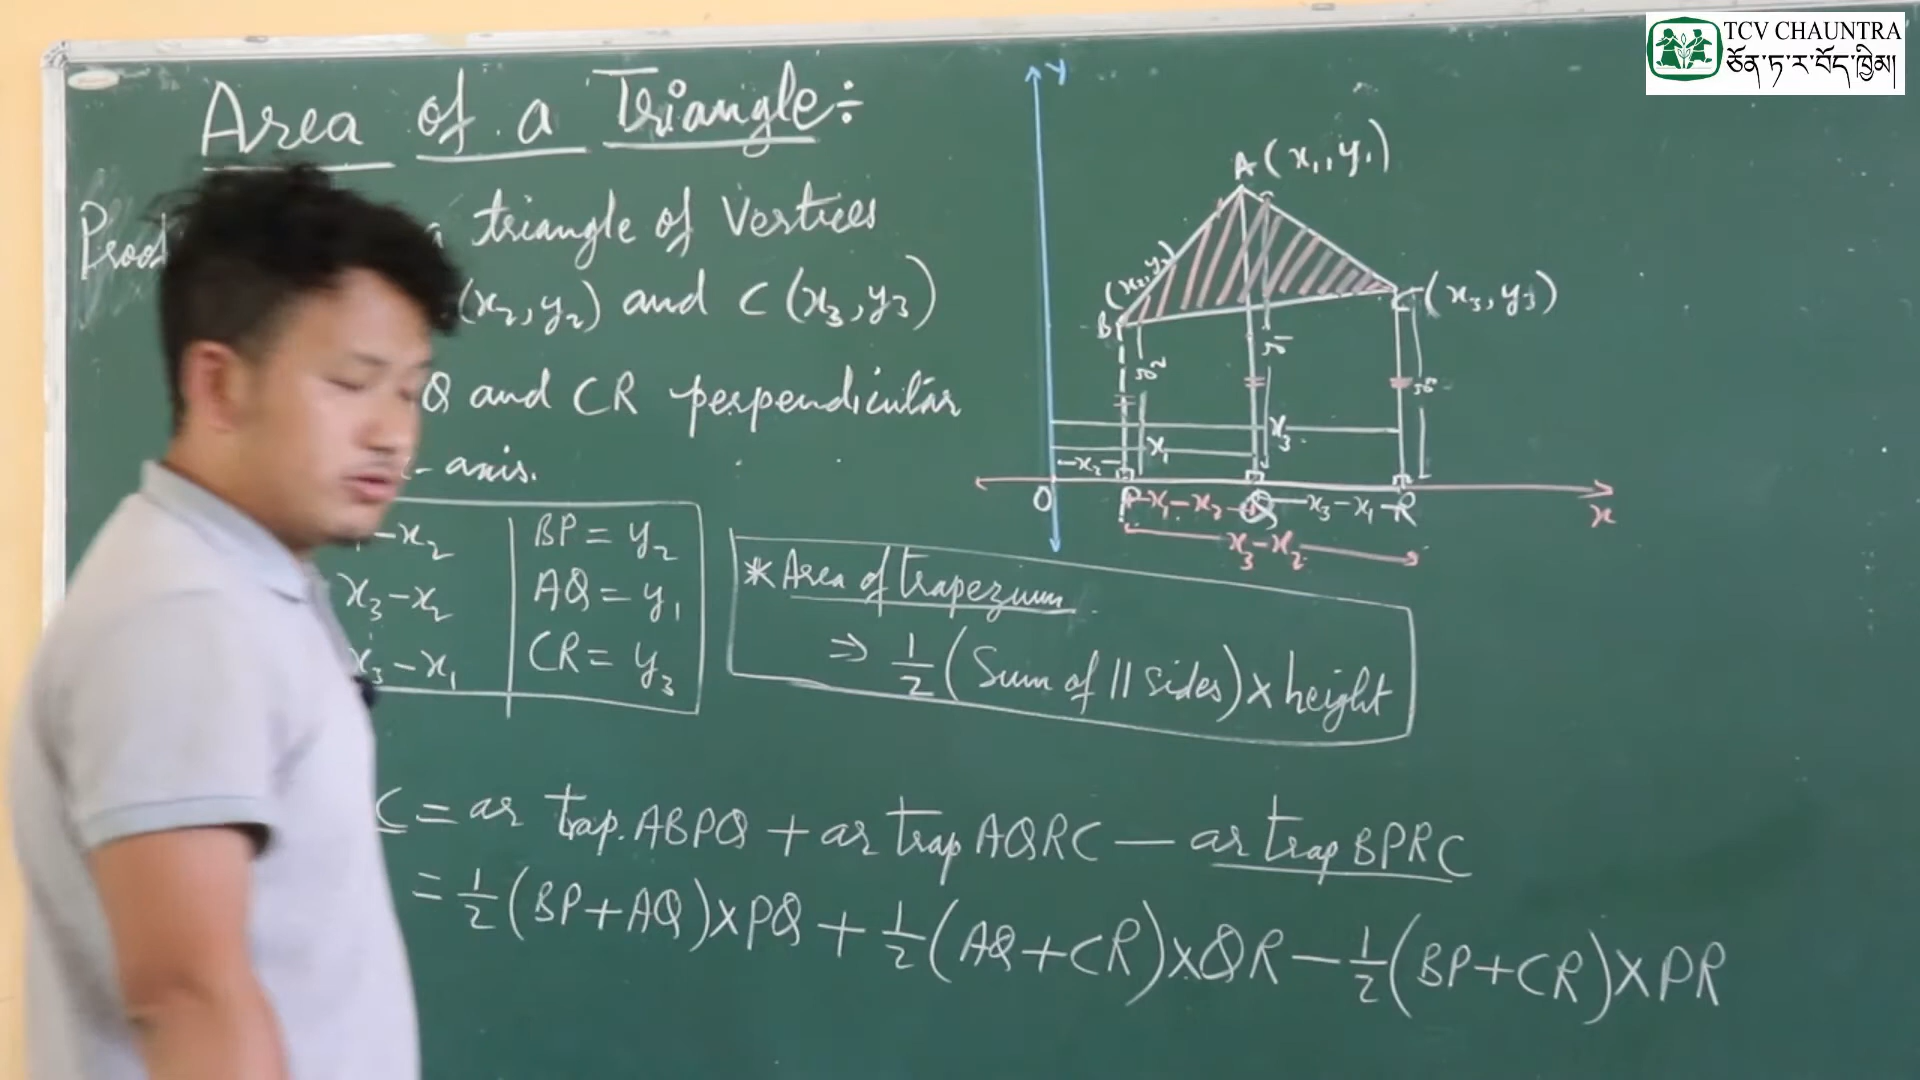 TCV CHAUNTRA
ཅོན་ཏ་ར་བོད་ཁྱིམ།
Area of a Triangle:
Proof a triangle of Vertices
(x₂, y₂) and C (x₃, y₃)
Q and CR perpendicular
x-axis.
-x₂ BP = y₂
x₃-x₂ AQ = y₁
x₃-x₁ CR = y₃
y
A (x₁, y₁)
(x₂, y₂)
B
C (x₃, y₃)
x₃
x₁
x₂
O P x₁-x₂ Q x₃-x₁ R x
x₃-x₂
* Area of trapezium
⇒ 1/2 (Sum of || sides) x height
C = ar trap. ABPQ + ar trap AQRC - ar trap BPRC
= 1/2 (BP+AQ) x PQ + 1/2 (AQ+CR) x QR - 1/2 (BP+CR) x PR